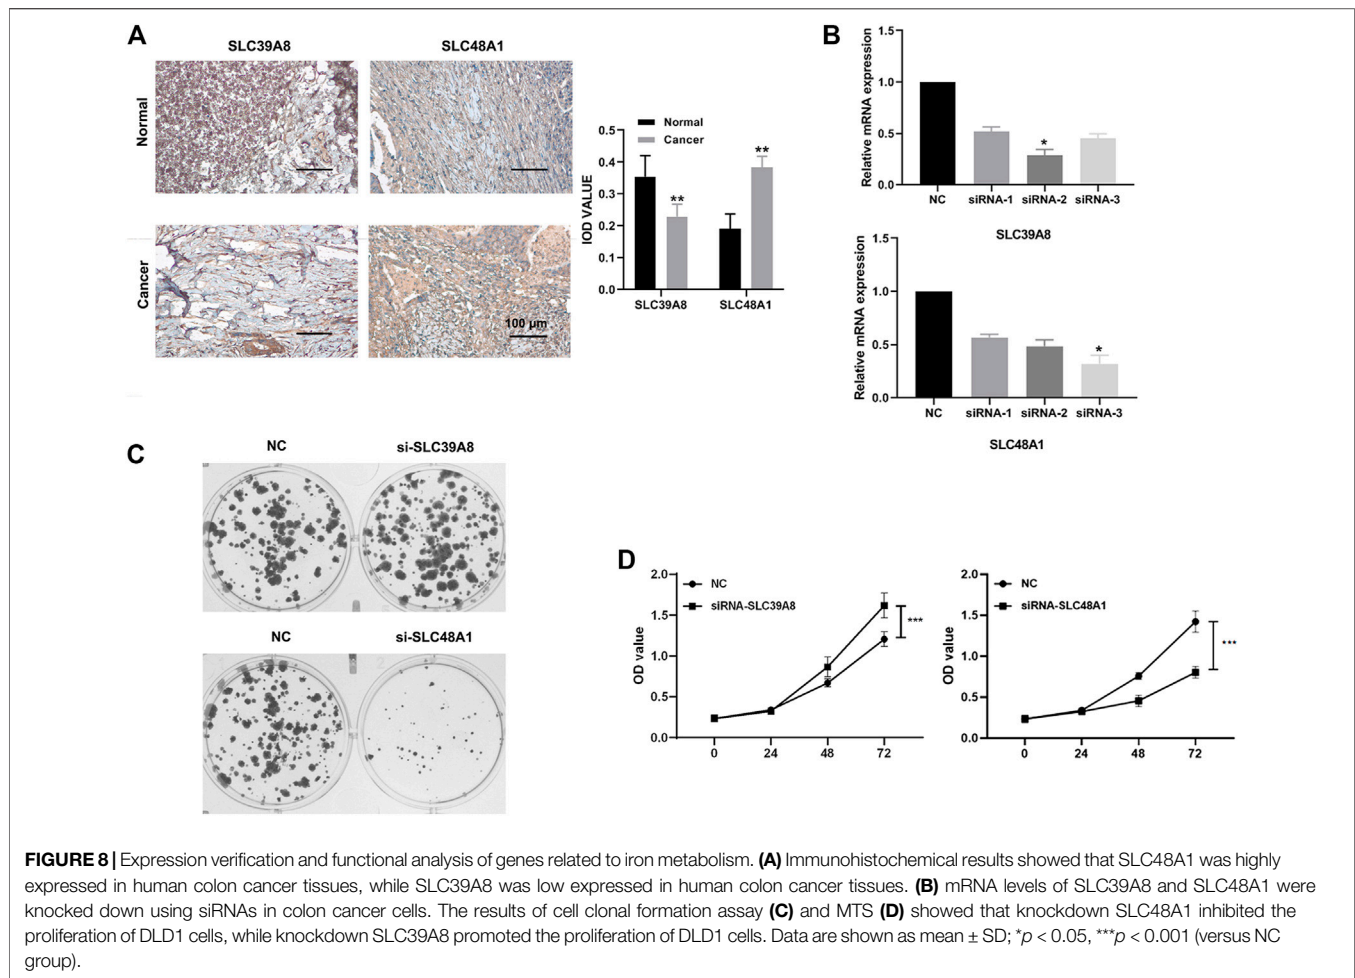 A
SLC39A8
SLC48A1
Normal
Cancer
100 µm
Normal
Cancer
IOD VALUE
0.5
0.4
0.3
0.2
0.1
0.0
**
**
SLC39A8
SLC48A1
B
Relative mRNA expression
1.5
1.0
0.5
0.0
*
NC
siRNA-1
siRNA-2
siRNA-3
SLC39A8
Relative mRNA expression
1.5
1.0
0.5
0.0
*
NC
siRNA-1
siRNA-2
siRNA-3
SLC48A1
C
NC
si-SLC39A8
NC
si-SLC48A1
D
OD value
2.0
1.5
1.0
0.5
0.0
NC
siRNA-SLC39A8
***
0
24
48
72
OD value
2.0
1.5
1.0
0.5
0.0
NC
siRNA-SLC48A1
***
0
24
48
72
FIGURE 8 | Expression verification and functional analysis of genes related to iron metabolism. (A) Immunohistochemical results showed that SLC48A1 was highly
expressed in human colon cancer tissues, while SLC39A8 was low expressed in human colon cancer tissues. (B) mRNA levels of SLC39A8 and SLC48A1 were
knocked down using siRNAs in colon cancer cells. The results of cell clonal formation assay (C) and MTS (D) showed that knockdown SLC48A1 inhibited the
proliferation of DLD1 cells, while knockdown SLC39A8 promoted the proliferation of DLD1 cells. Data are shown as mean ± SD; *p < 0.05, ***p < 0.001 (versus NC
group).